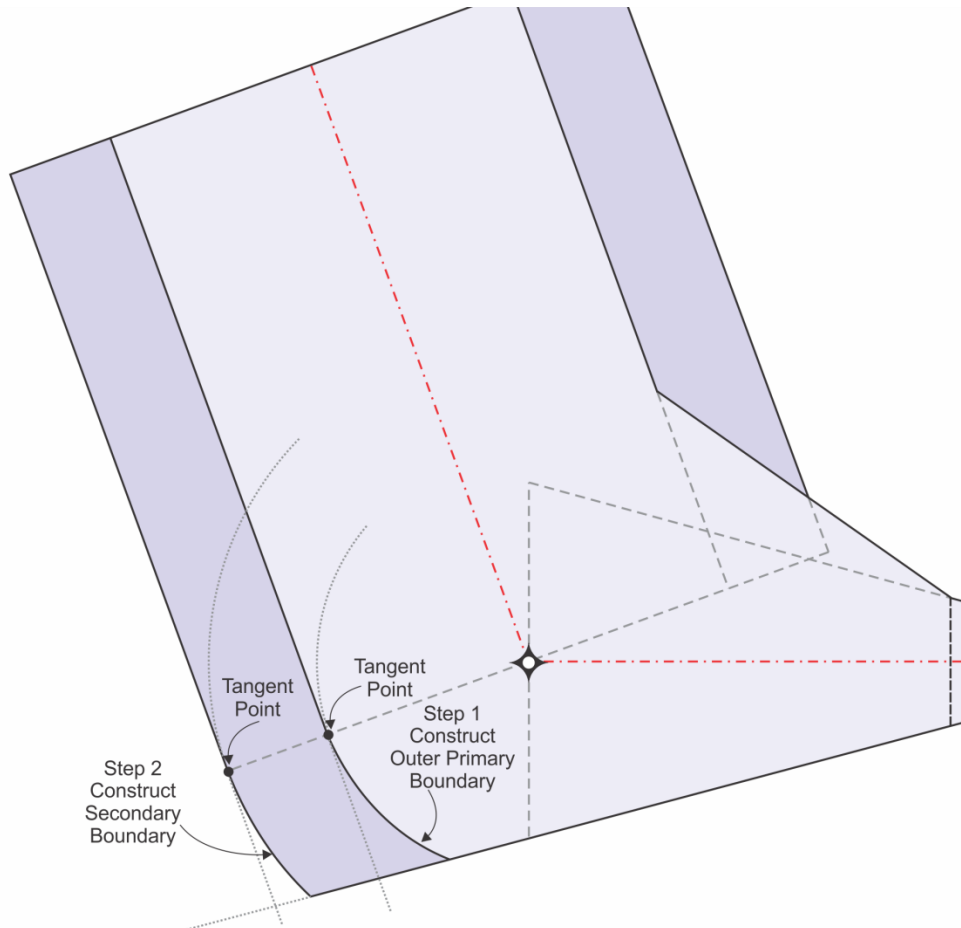 Tangent
Point
Tangent
Point
Step 1
Construct
Outer Primary
Boundary
Step 2
Construct
Secondary
Boundary